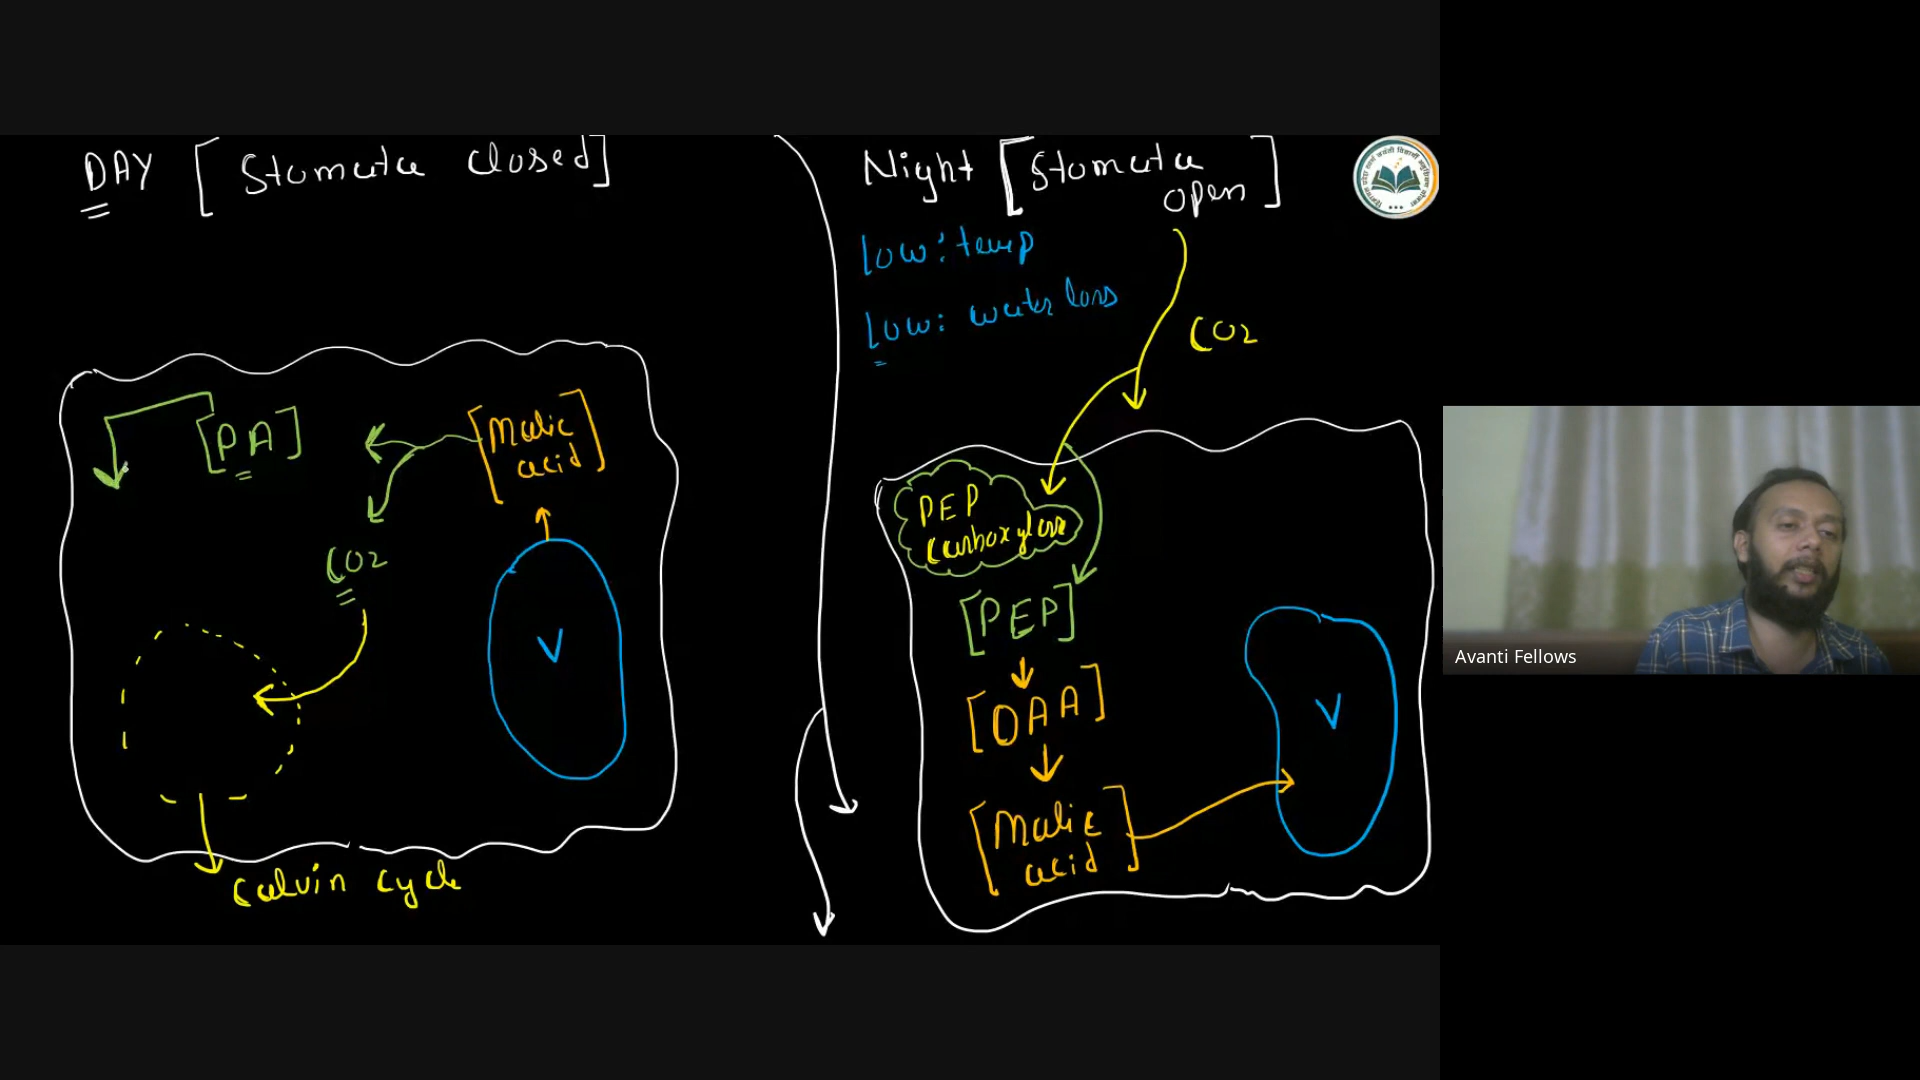 DAY [Stomata closed]
Night [Stomata
open]
Low: temp
Low: water loss
CO2
[PA]
[Malic
acid]
CO2
V
Calvin cycle
PEP
Carboxylase
[PEP]
[OAA]
[Malic
acid]
V
Avanti Fellows